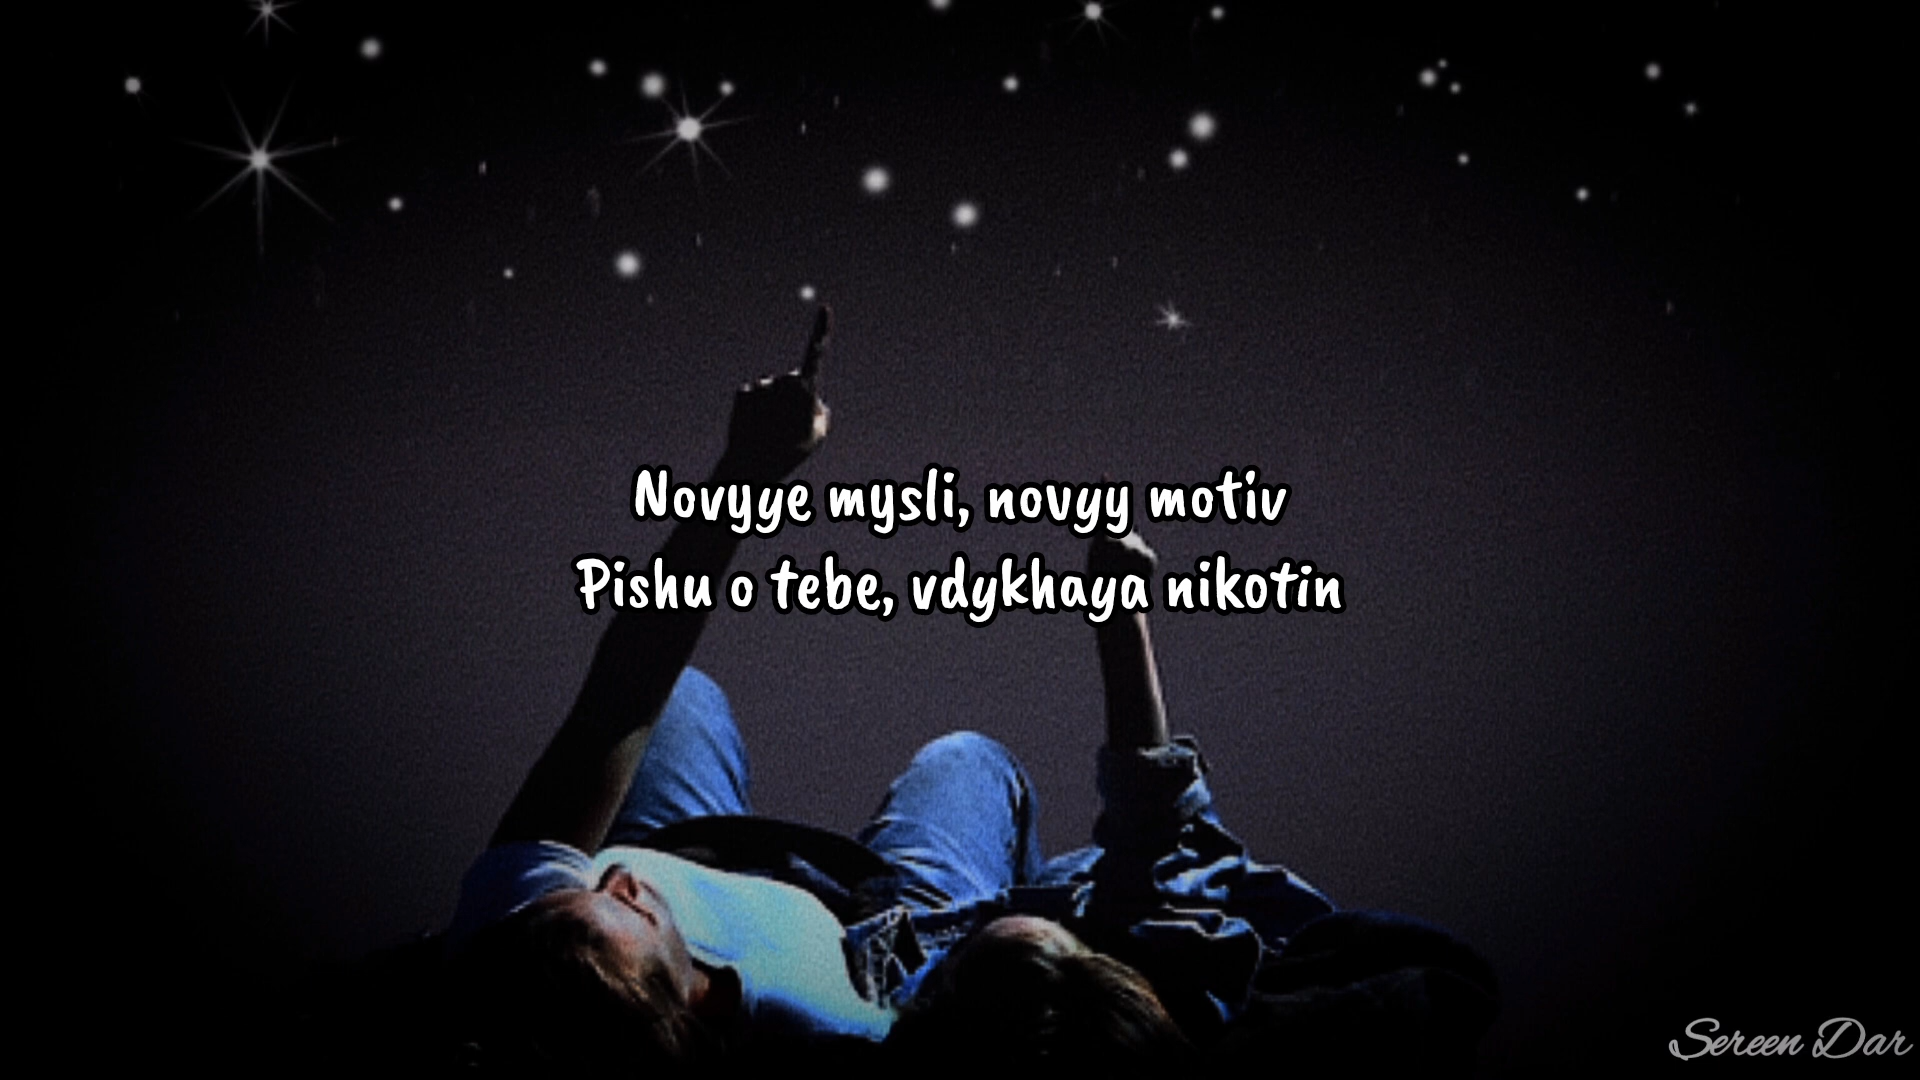 Novyye mysli, novyy motiv
Pishu o tebe, vdykhaya nikotin
Sereen Dar